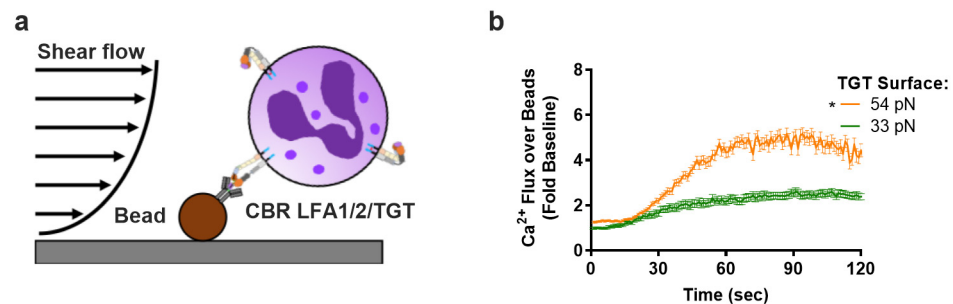 a
Shear flow
Bead
CBR LFA1/2/TGT
b
Ca²⁺ Flux over Beads
(Fold Baseline)
8
6
4
2
0
0
30
60
90
120
Time (sec)
TGT Surface:
* 54 pN
33 pN